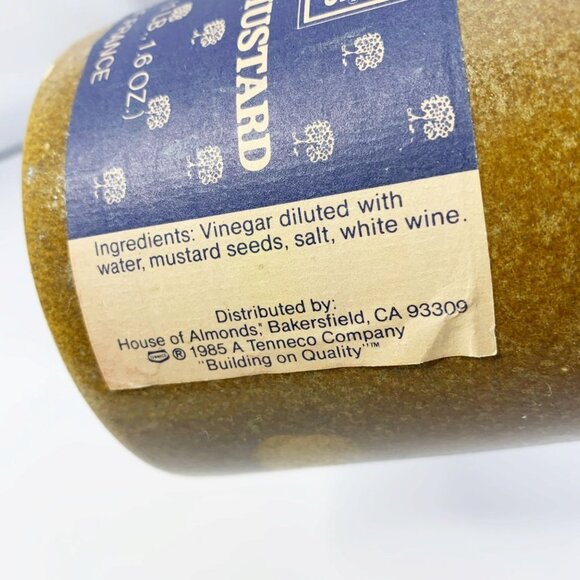 MUSTARD
1.6 OZ.)
FRANCE
Ingredients: Vinegar diluted with
water, mustard seeds, salt, white wine.
Distributed by:
House of Almonds, Bakersfield, CA 93309
® 1985 A Tenneco Company
"Building on Quality"™